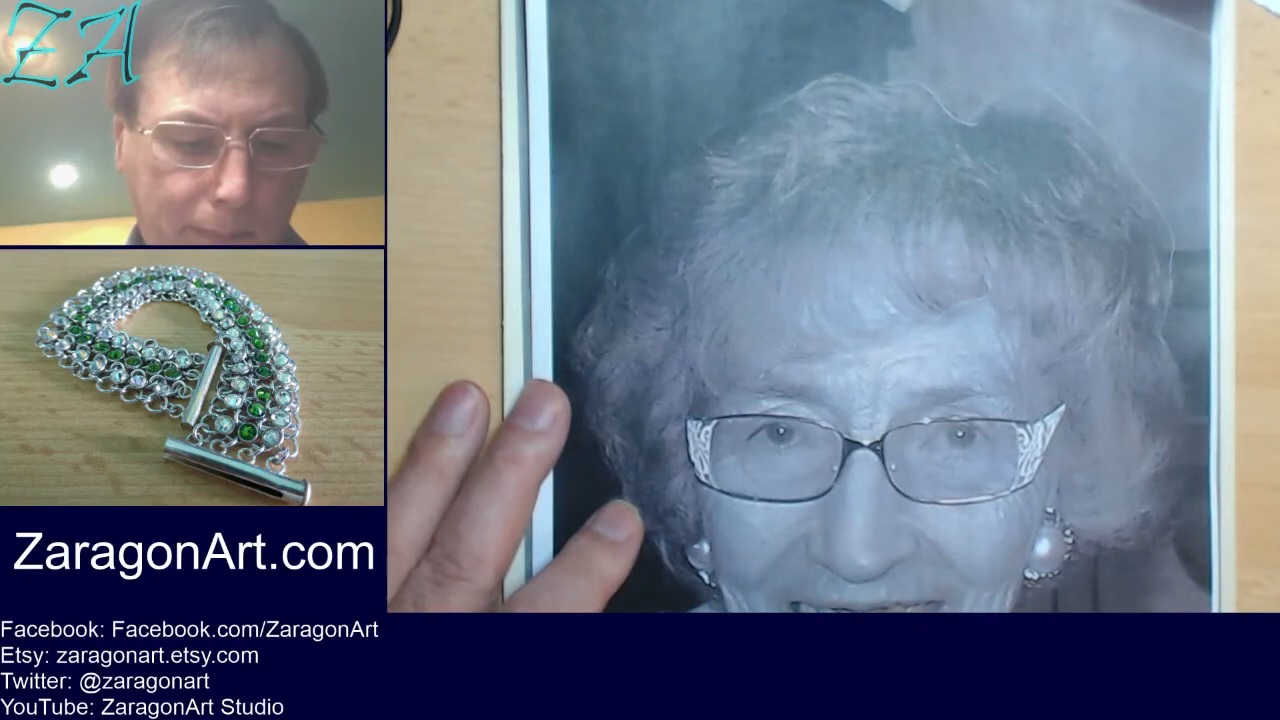 ZA
ZaragonArt.com
Facebook: Facebook.com/ZaragonArt
Etsy: zaragonart.etsy.com
Twitter: @zaragonart
YouTube: ZaragonArt Studio